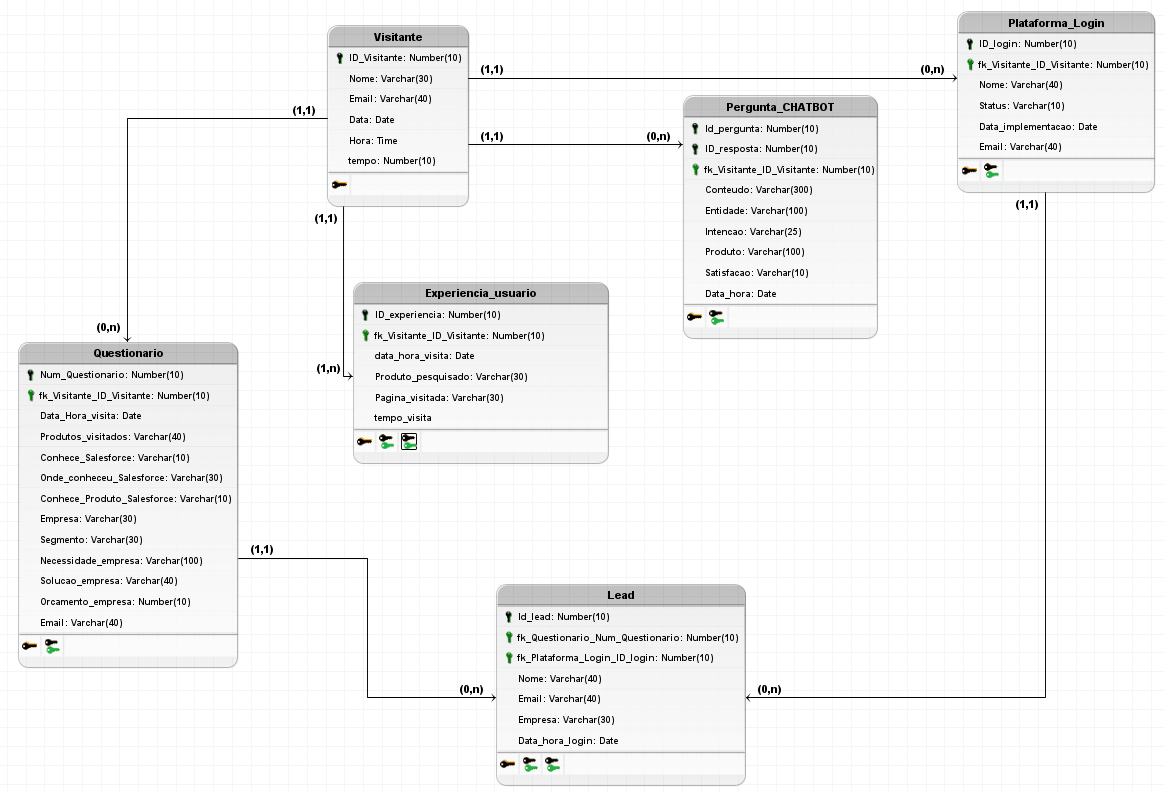 Visitante
ID_Visitante: Number(10)
Nome: Varchar(30)
Email: Varchar(40)
Data: Date
Hora: Time
tempo: Number(10)
(1,1)
(0,n)
(1,1)
(0,n)
(1,1)
(0,n)
(1,1)
(1,n)
Plataforma_Login
ID_login: Number(10)
fk_Visitante_ID_Visitante: Number(10)
Nome: Varchar(40)
Status: Varchar(10)
Data_implementacao: Date
Email: Varchar(40)
(1,1)
Pergunta_CHATBOT
Id_pergunta: Number(10)
ID_resposta: Number(10)
fk_Visitante_ID_Visitante: Number(10)
Conteudo: Varchar(300)
Entidade: Varchar(100)
Intencao: Varchar(25)
Produto: Varchar(100)
Satisfacao: Varchar(10)
Data_hora: Date
Experiencia_usuario
ID_experiencia: Number(10)
fk_Visitante_ID_Visitante: Number(10)
data_hora_visita: Date
Produto_pesquisado: Varchar(30)
Pagina_visitada: Varchar(30)
tempo_visita
Questionario
Num_Questionario: Number(10)
fk_Visitante_ID_Visitante: Number(10)
Data_Hora_visita: Date
Produtos_visitados: Varchar(40)
Conhece_Salesforce: Varchar(10)
Onde_conheceu_Salesforce: Varchar(30)
Conhece_Produto_Salesforce: Varchar(10)
Empresa: Varchar(30)
Segmento: Varchar(30)
Necessidade_empresa: Varchar(100)
Solucao_empresa: Varchar(40)
Orcamento_empresa: Number(10)
Email: Varchar(40)
(1,1)
(0,n)
(0,n)
Lead
Id_lead: Number(10)
fk_Questionario_Num_Questionario: Number(10)
fk_Plataforma_Login_ID_login: Number(10)
Nome: Varchar(40)
Email: Varchar(40)
Empresa: Varchar(30)
Data_hora_login: Date